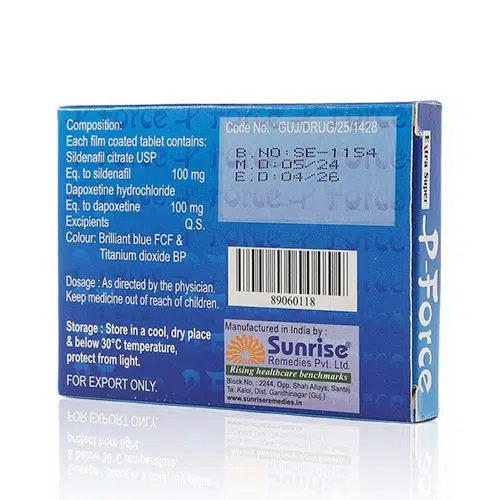 Composition:
Each film coated tablet contains:
Sildenafil citrate USP
Eq. to sildenafil 100 mg
Dapoxetine hydrochloride
Eq. to dapoxetine 100 mg
Excipients Q.S.
Colour: Brilliant blue FCF &
Titanium dioxide BP
Dosage : As directed by the physician.
Keep medicine out of reach of children.
Storage : Store in a cool, dry place
& below 30°C temperature,
protect from light.
FOR EXPORT ONLY.
Code No.: GUJ/DRUG/25/1428
B.NO:SE-1154
M.D:05/24
E.D:04/26
89060118
Manufactured in India by :
Sunrise®
Remedies Pvt. Ltd.
Rising healthcare benchmarks
Block No.: 2244, Opp. Shah Alloys, Santej
Ta. Kalol, Dist. Gandhinagar (Guj.)
www.sunriseremedies.in
Extra Super
P-Force